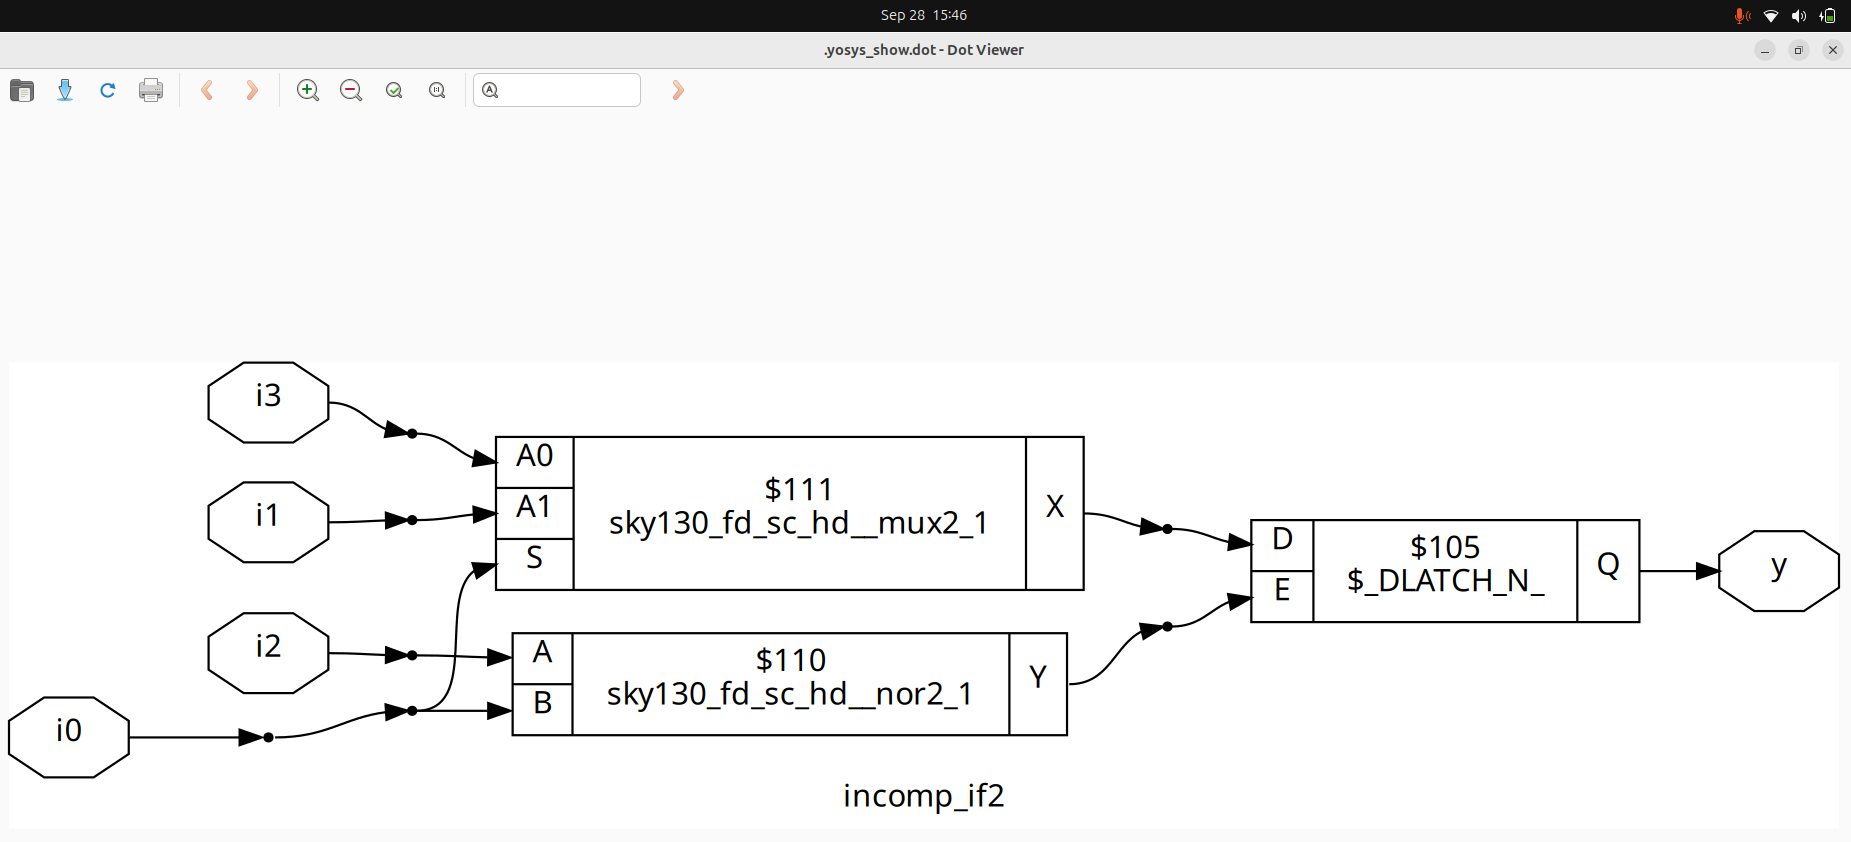 Sep 28 15:46
.yosys_show.dot - Dot Viewer
i3
i1
i2
i0
A0
A1
S
$111
sky130_fd_sc_hd__mux2_1
X
A
B
$110
sky130_fd_sc_hd__nor2_1
Y
D
E
$105
$_DLATCH_N_
Q
y
incomp_if2